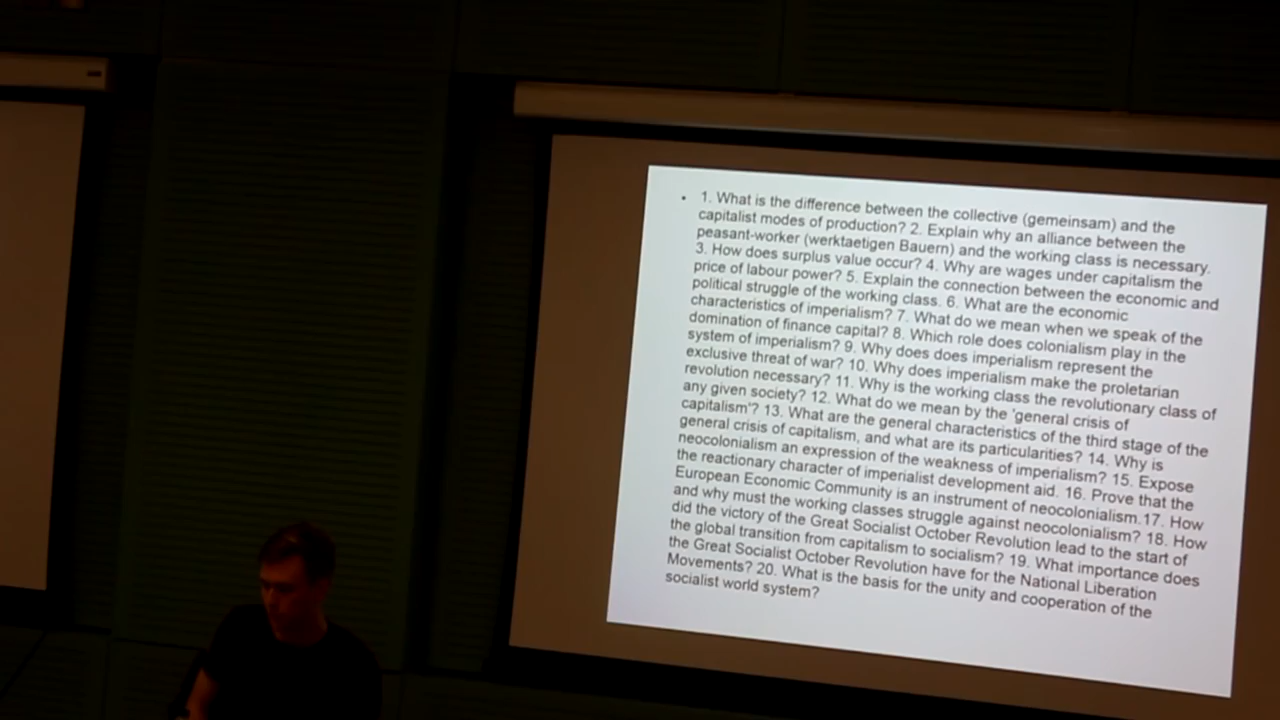 • 1. What is the difference between the collective (gemeinsam) and the
capitalist modes of production? 2. Explain why an alliance between the
peasant-worker (werktaetigen Bauern) and the working class is necessary.
3. How does surplus value occur? 4. Why are wages under capitalism the
price of labour power? 5. Explain the connection between the economic and
political struggle of the working class. 6. What are the economic
characteristics of imperialism? 7. What do we mean when we speak of the
domination of finance capital? 8. Which role does colonialism play in the
system of imperialism? 9. Why does does imperialism represent the
exclusive threat of war? 10. Why does imperialism make the proletarian
revolution necessary? 11. Why is the working class the revolutionary class of
any given society? 12. What do we mean by the 'general crisis of
capitalism'? 13. What are the general characteristics of the third stage of the
general crisis of capitalism, and what are its particularities? 14. Why is
neocolonialism an expression of the weakness of imperialism? 15. Expose
the reactionary character of imperialist development aid. 16. Prove that the
European Economic Community is an instrument of neocolonialism.17. How
and why must the working classes struggle against neocolonialism? 18. How
did the victory of the Great Socialist October Revolution lead to the start of
the global transition from capitalism to socialism? 19. What importance does
the Great Socialist October Revolution have for the National Liberation
Movements? 20. What is the basis for the unity and cooperation of the
socialist world system?